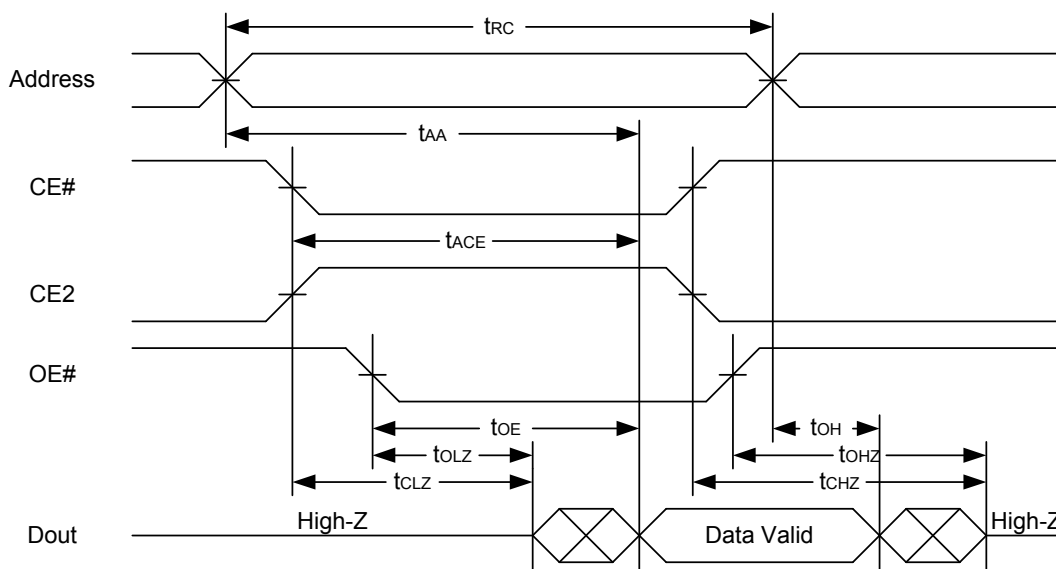 tRC
Address
tAA
CE#
tACE
CE2
OE#
tOE
tOH
tOLZ
tOHZ
tCLZ
tCHZ
High-Z
Data Valid
High-Z
Dout